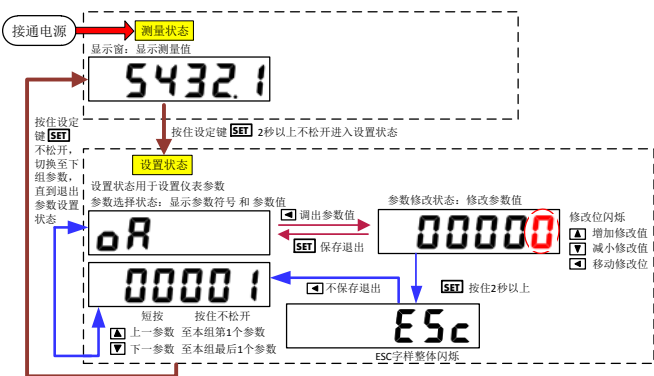 接通电源
测量状态
显示窗：显示测量值
5432.1
按住设定
键 SET
不松开，
切换至下
组参数，
直到退出
参数设置
状态
按住设定键 SET 2秒以上不松开进入设置状态
设置状态
设置状态用于设置仪表参数
参数选择状态：显示参数符号 和 参数值
oA
◄ 调出参数值
SET 保存退出
参数修改状态：修改参数值
00000
修改位闪烁
▲ 增加修改值
▼ 减小修改值
◄ 移动修改位
00001
◄ 不保存退出
SET 按住2秒以上
短按 按住不松开
▲ 上一参数 至本组第1个参数
▼ 下一参数 至本组最后1个参数
ESc
ESC字样整体闪烁